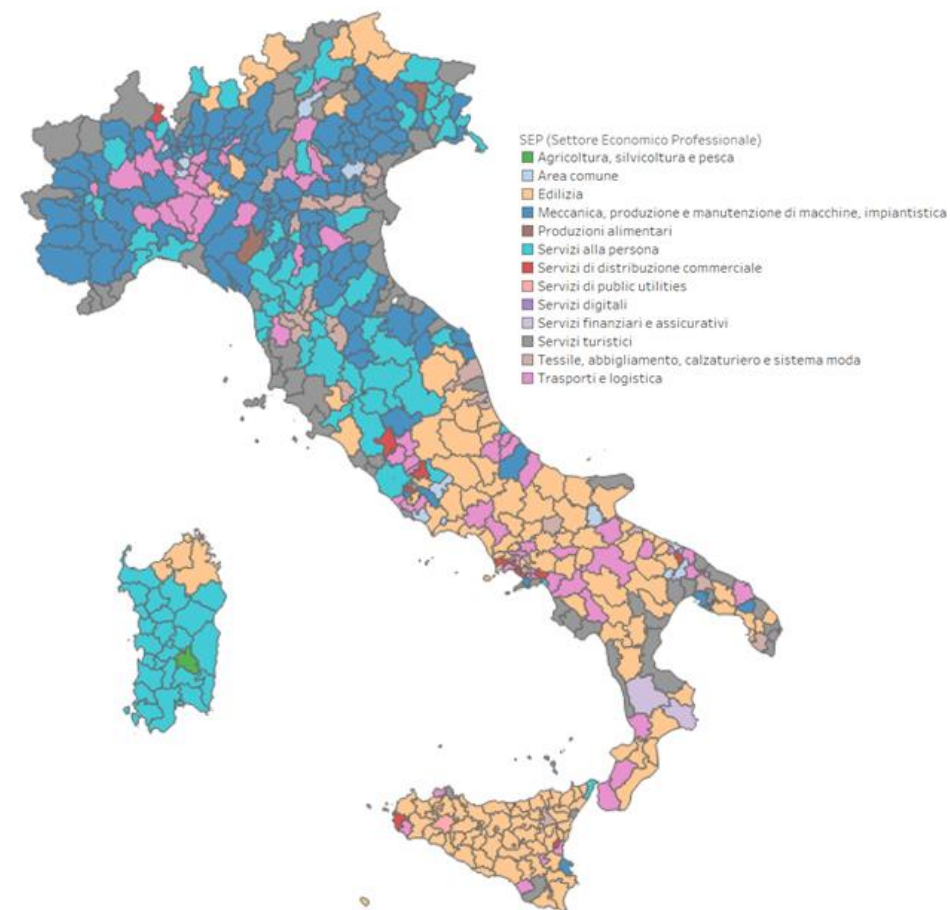 SEP (Settore Economico Professionale)
Agricoltura, silvicoltura e pesca
Area comune
Edilizia
Meccanica, produzione e manutenzione di macchine, impiantistica
Produzioni alimentari
Servizi alla persona
Servizi di distribuzione commerciale
Servizi di public utilities
Servizi digitali
Servizi finanziari e assicurativi
Servizi turistici
Tessile, abbigliamento, calzaturiero e sistema moda
Trasporti e logistica